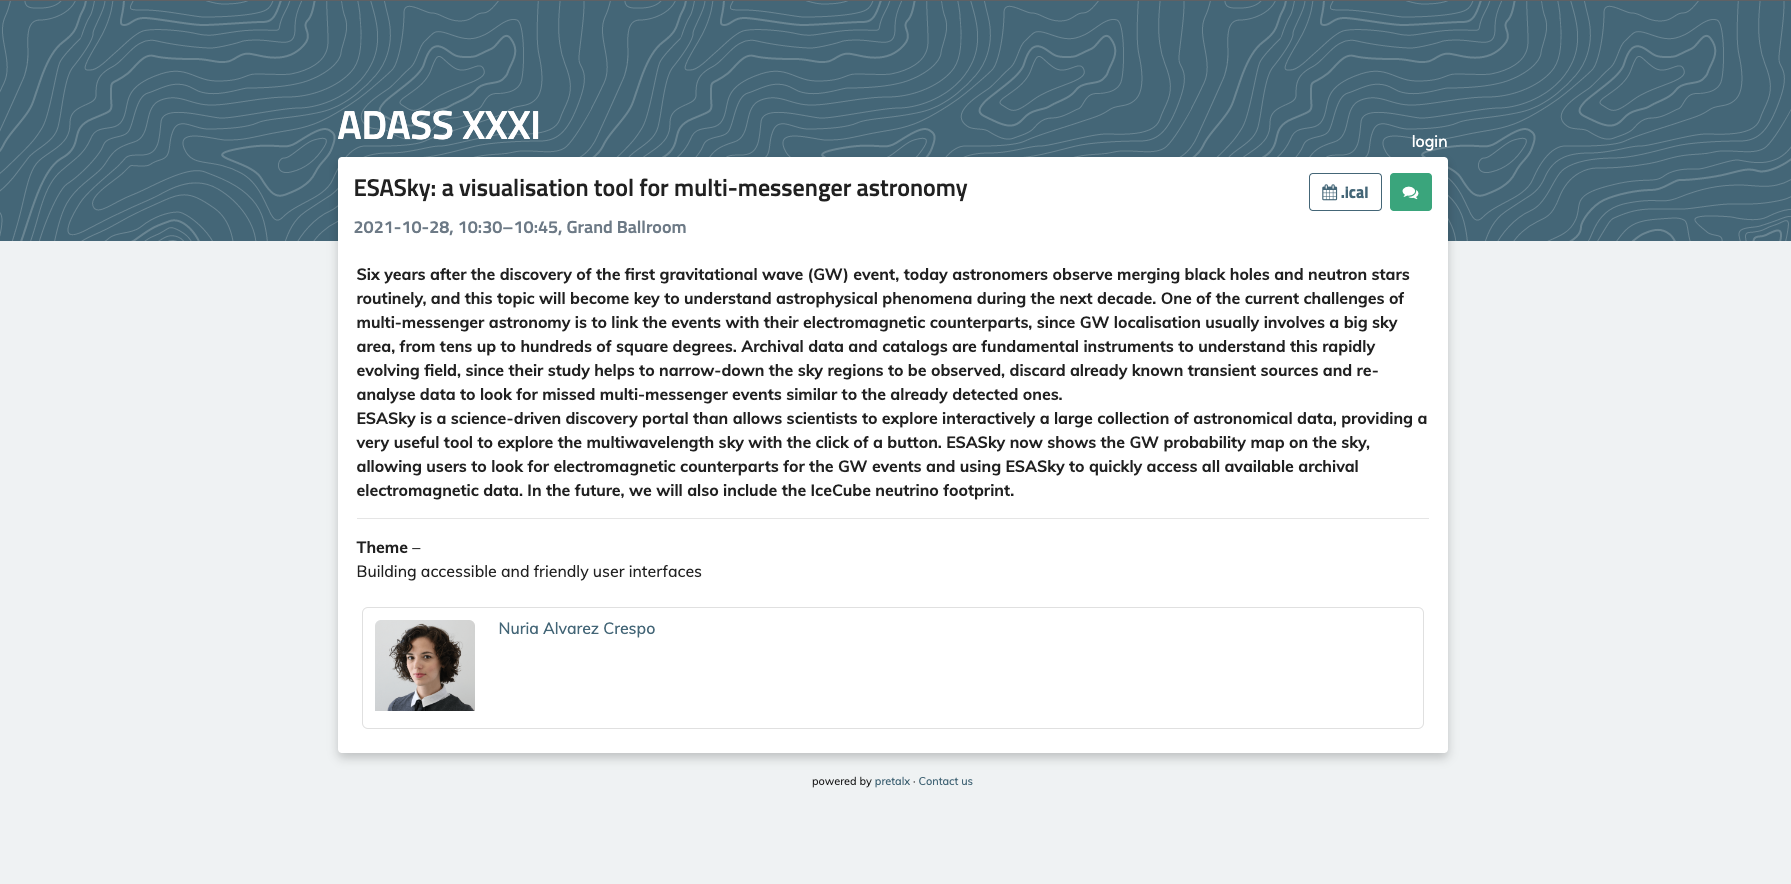 ADASS XXXI
login
ESASky: a visualisation tool for multi-messenger astronomy
.ical
2021-10-28, 10:30–10:45, Grand Ballroom
Six years after the discovery of the first gravitational wave (GW) event, today astronomers observe merging black holes and neutron stars
routinely, and this topic will become key to understand astrophysical phenomena during the next decade. One of the current challenges of
multi-messenger astronomy is to link the events with their electromagnetic counterparts, since GW localisation usually involves a big sky
area, from tens up to hundreds of square degrees. Archival data and catalogs are fundamental instruments to understand this rapidly
evolving field, since their study helps to narrow-down the sky regions to be observed, discard already known transient sources and re-
analyse data to look for missed multi-messenger events similar to the already detected ones.
ESASky is a science-driven discovery portal than allows scientists to explore interactively a large collection of astronomical data, providing a
very useful tool to explore the multiwavelength sky with the click of a button. ESASky now shows the GW probability map on the sky,
allowing users to look for electromagnetic counterparts for the GW events and using ESASky to quickly access all available archival
electromagnetic data. In the future, we will also include the IceCube neutrino footprint.
Theme –
Building accessible and friendly user interfaces
Nuria Alvarez Crespo
powered by pretalx · Contact us